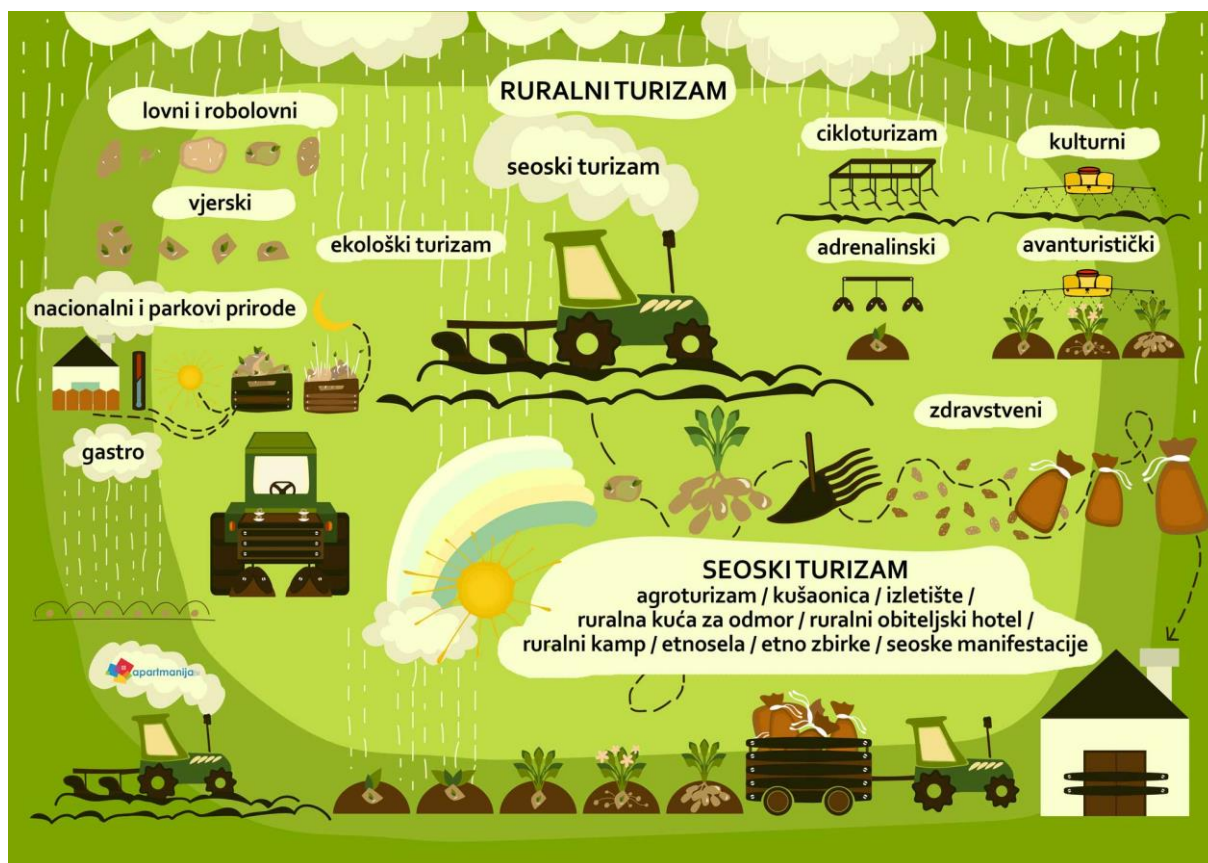 RURALNI TURIZAM
seoski turizam
lovni i robolovni
vjerski
ekološki turizam
nacionalni i parkovi prirode
gastro
cikloturizam
kulturni
adrenalinski
avanturistički
zdravstveni
SEOSKI TURIZAM
agroturizam / kušaonica / izletište /
ruralna kuća za odmor / ruralni obiteljski hotel /
ruralni kamp / etnosela / etno zbirke / seoske manifestacije
apartmanija